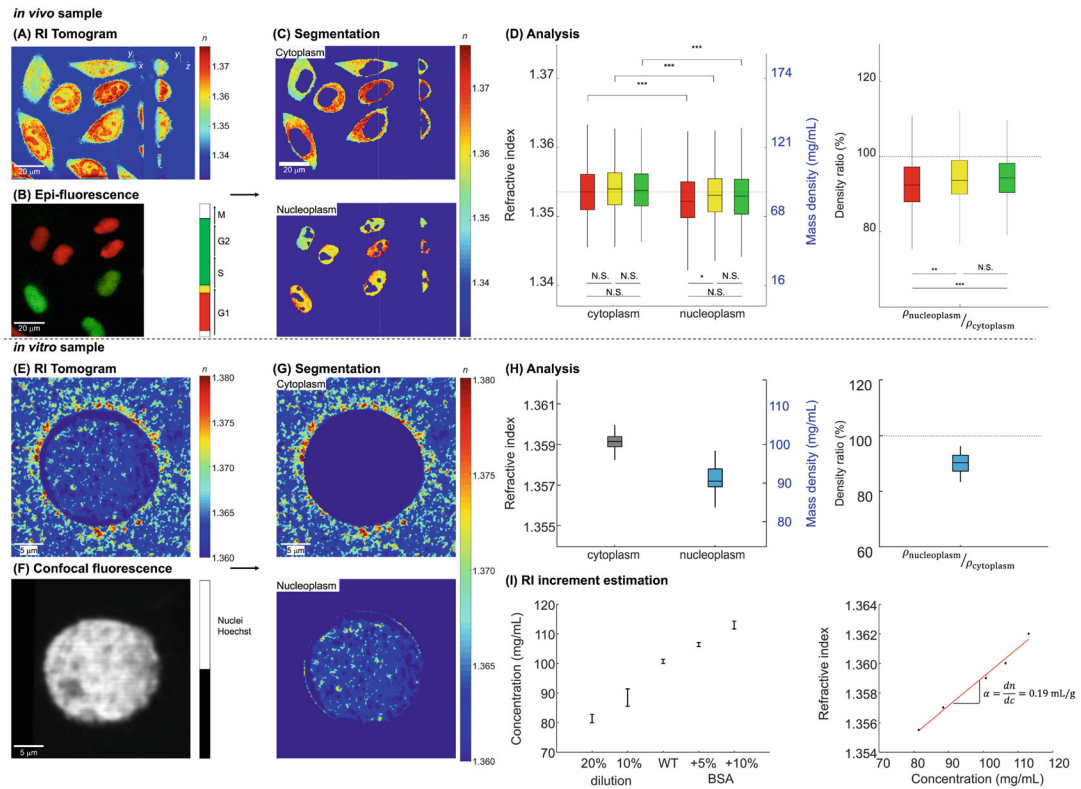 in vivo sample
(A) RI Tomogram
n
1.37
1.36
1.35
1.34
y
x
y
z
20 μm
(B) Epi-fluorescence
20 μm
M
G2
S
G1
(C) Segmentation
Cytoplasm
20 μm
Nucleoplasm
n
1.37
1.36
1.35
1.34
(D) Analysis
Refractive index
1.37
1.36
1.35
1.34
***
***
***
N.S. N.S.
N.S.
N.S. *
N.S.
cytoplasm nucleoplasm
174
121
68
16
Mass density (mg/mL)
Density ratio (%)
100
80
** N.S.
***
ρnucleoplasm/ρcytoplasm
in vitro sample
(E) RI Tomogram
n
1.380
1.375
1.370
1.365
1.360
5 μm
(F) Confocal fluorescence
5 μm
Nuclei
Hoechst
(G) Segmentation
Cytoplasm
5 μm
Nucleoplasm
n
1.380
1.375
1.370
1.365
1.360
(H) Analysis
Refractive index
1.361
1.359
1.357
1.355
cytoplasm nucleoplasm
110
100
90
80
Mass density (mg/mL)
Density ratio (%)
120
100
90
80
60
ρnucleoplasm/ρcytoplasm
(I) RI increment estimation
Concentration (mg/mL)
120
110
100
90
80
70
20% 10% WT +5% +10%
dilution BSA
Refractive index
1.364
1.362
1.360
1.358
1.356
1.354
α = dn/dc = 0.19 mL/g
70 80 90 100 110 120
Concentration (mg/mL)